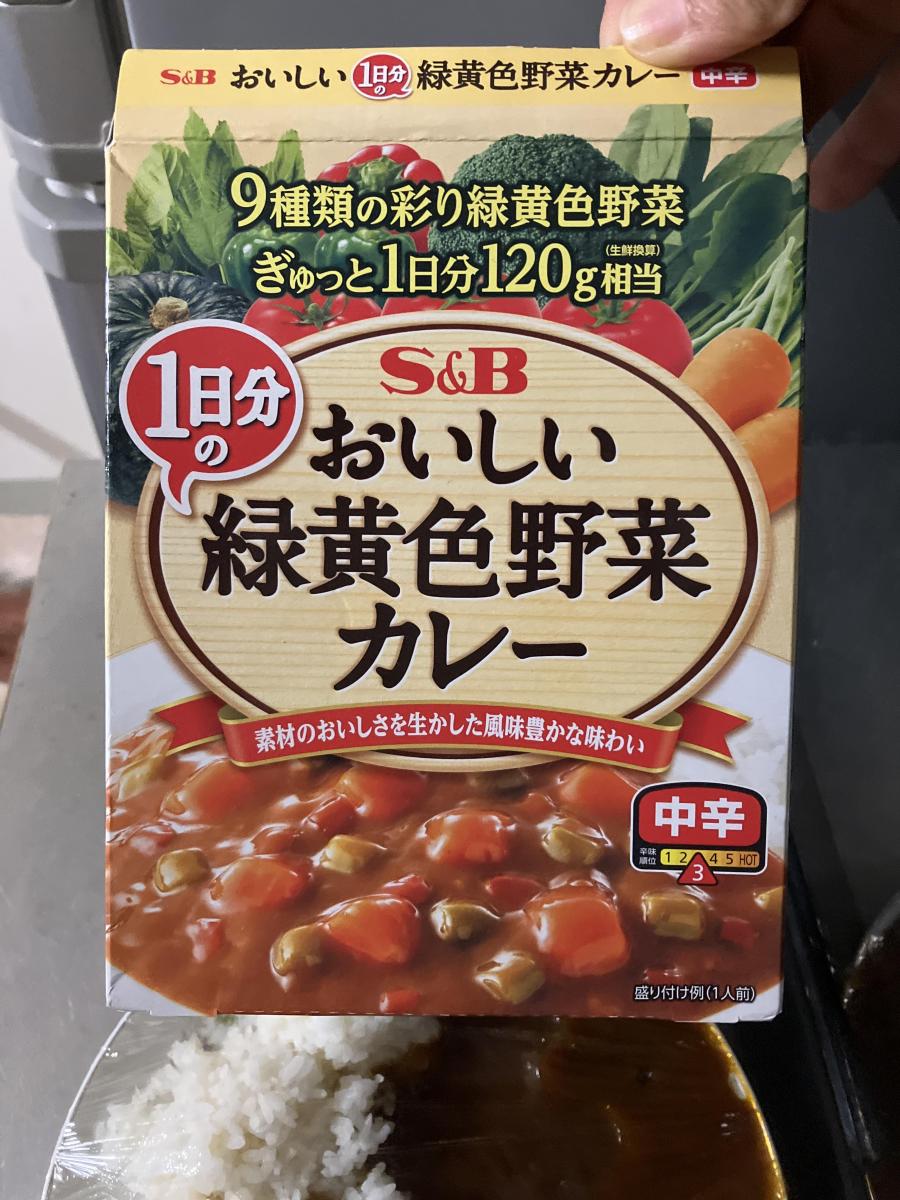 S&B おいしい 1日分の 緑黄色野菜カレー 中辛
9種類の彩り緑黄色野菜
ぎゅっと1日分120g相当
(生鮮換算)
1日分の
S&B
おいしい
緑黄色野菜
カレー
素材のおいしさを生かした風味豊かな味わい
中辛
辛味順位 1 2 3 4 5 HOT
盛り付け例(1人前)